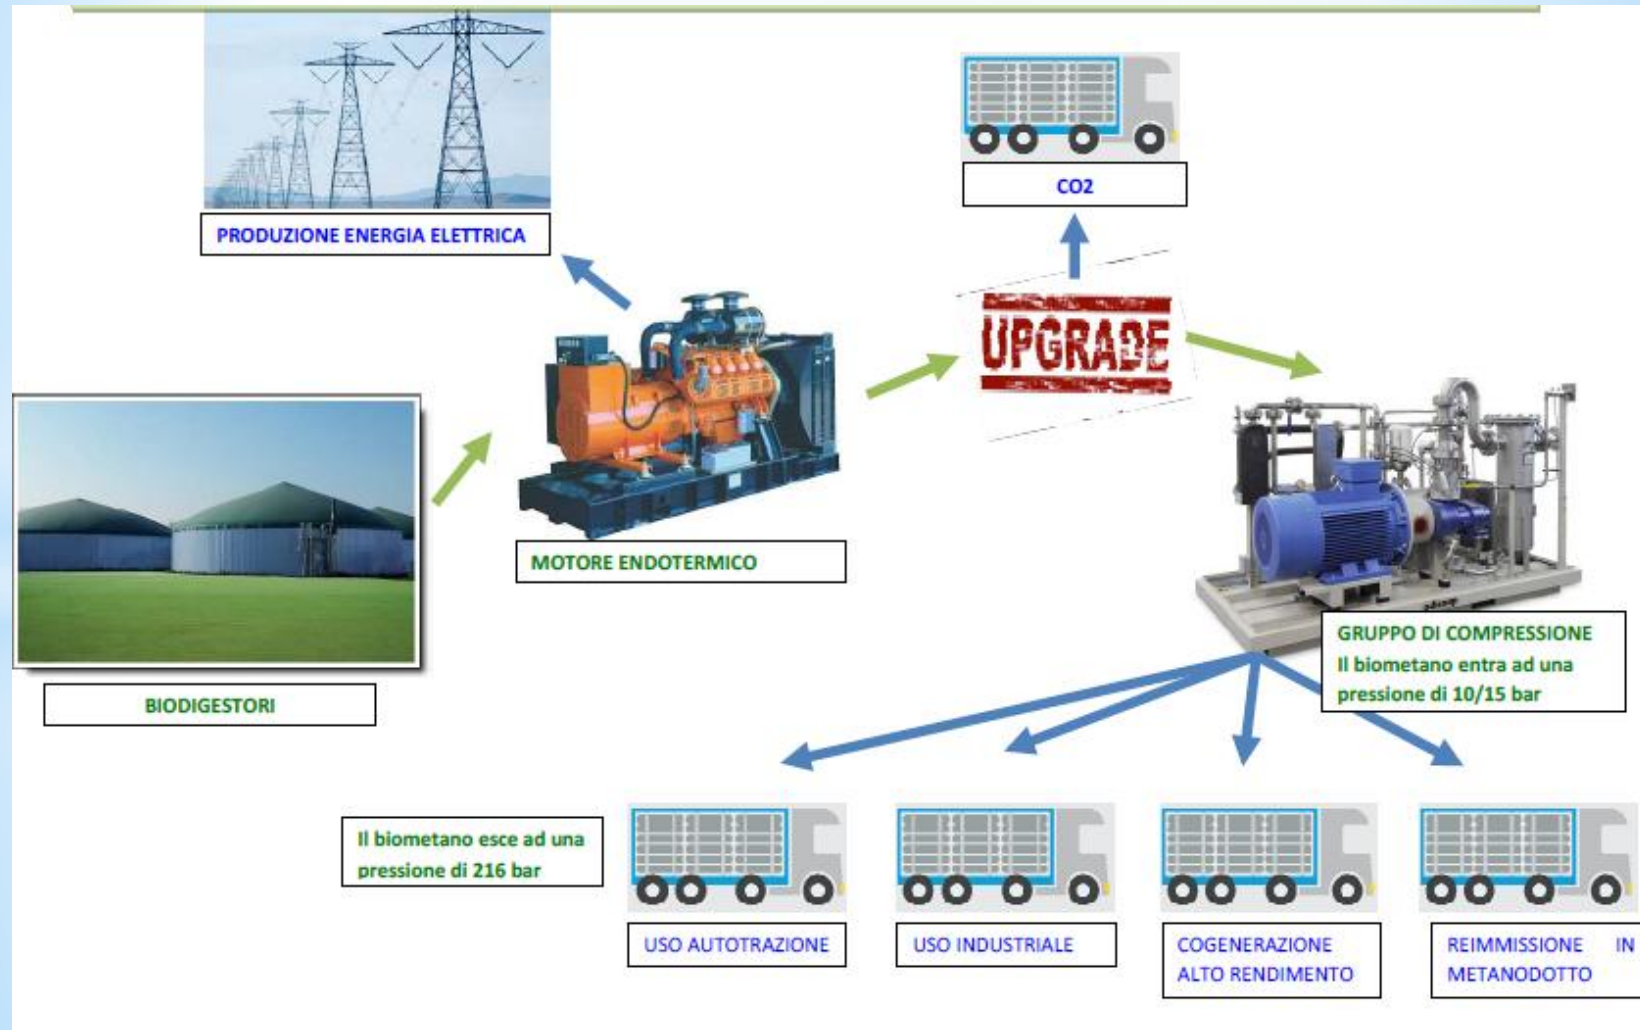 CO2
PRODUZIONE ENERGIA ELETTRICA
UPGRADE
MOTORE ENDOTERMICO
GRUPPO DI COMPRESSIONE
Il biometano entra ad una
pressione di 10/15 bar
BIODIGESTORI
Il biometano esce ad una
pressione di 216 bar
USO AUTOTRAZIONE
USO INDUSTRIALE
COGENERAZIONE
ALTO RENDIMENTO
REIMMISSIONE IN
METANODOTTO